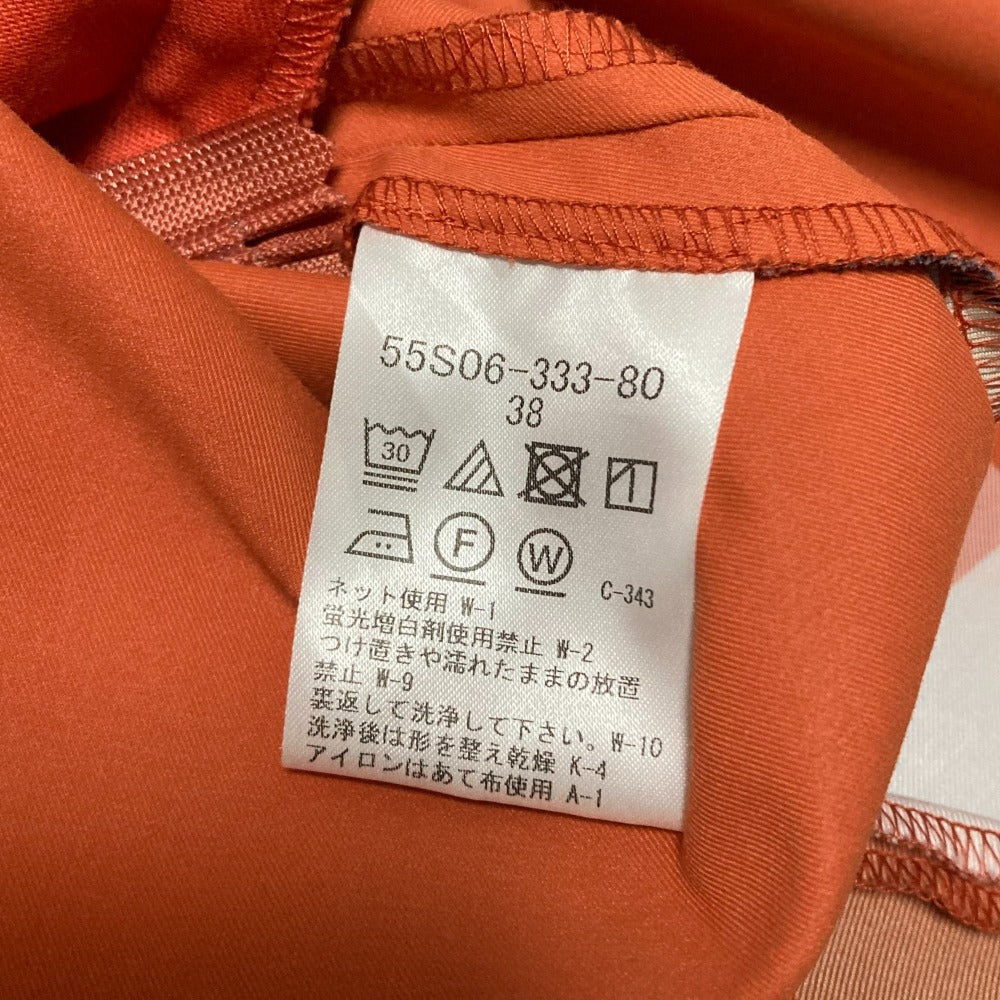 55S06-333-80
38
30
F W C-343
ネット使用 W-1
蛍光増白剤使用禁止 W-2
つけ置きや濡れたままの放置
禁止 W-9
裏返して洗浄して下さい。W-10
洗浄後は形を整え乾燥 K-4
アイロンはあて布使用 A-1